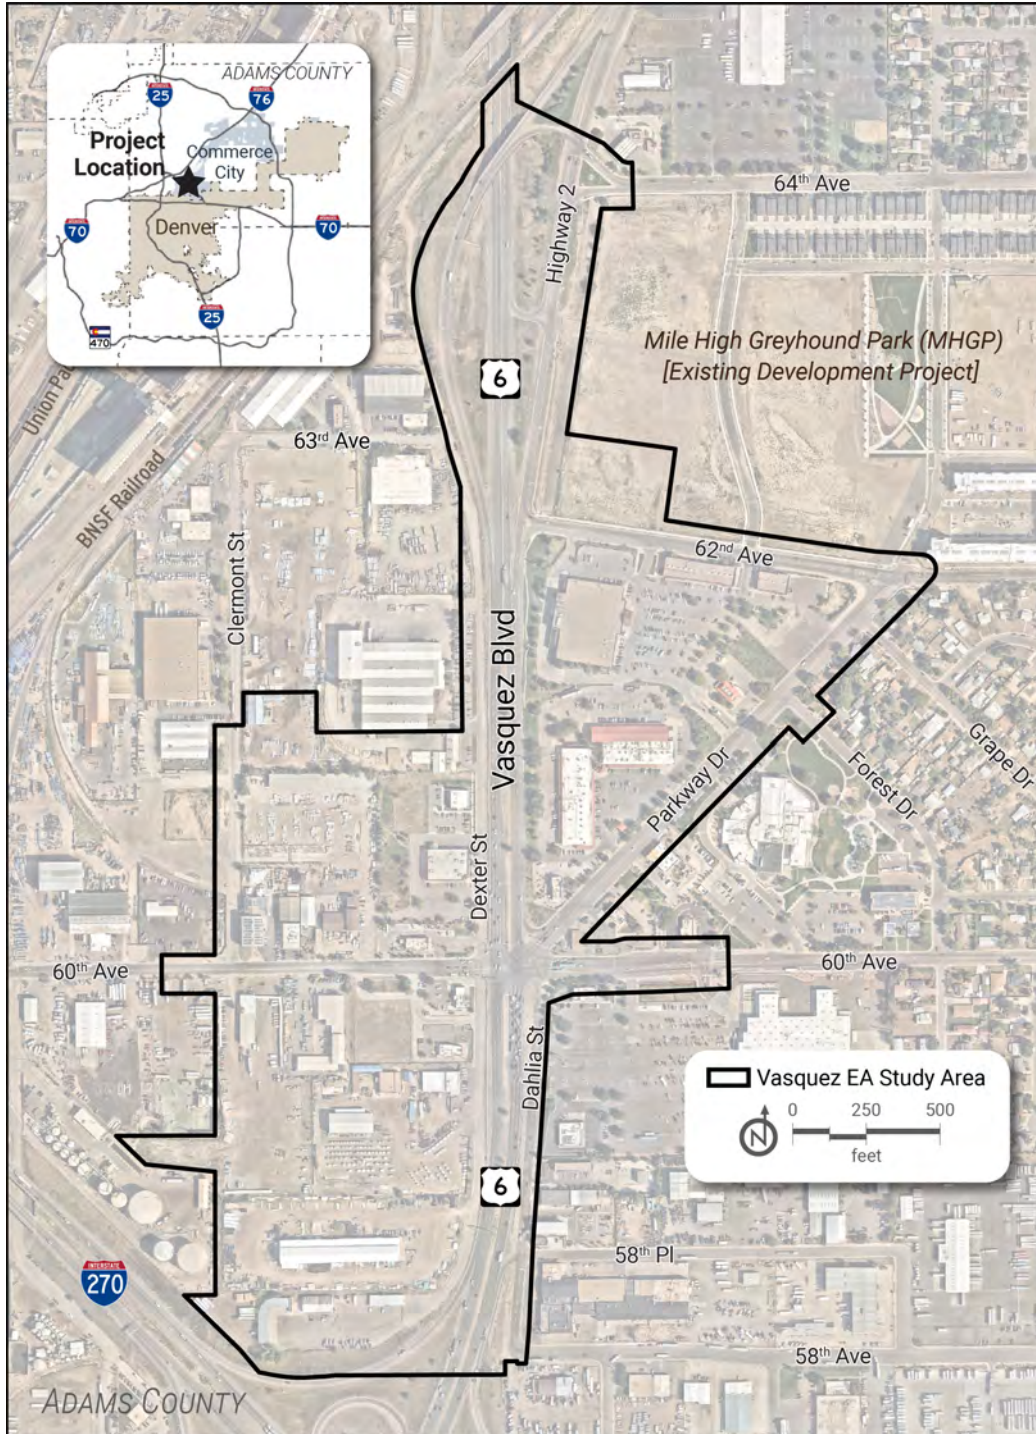 ADAMS COUNTY
25
76
Project
Location
Commerce
City
70
Denver
70
25
470
64th Ave
Highway 2
Mile High Greyhound Park (MHGP)
[Existing Development Project]
6
Union Pa
63rd Ave
BNSF Railroad
62nd Ave
Clermont St
Vasquez Blvd
Grape Dr
Forest Dr
Parkway Dr
Dexter St
60th Ave
60th Ave
Dahlia St
Vasquez EA Study Area
N
0 250 500
feet
6
58th Pl
INTERSTATE
270
58th Ave
ADAMS COUNTY